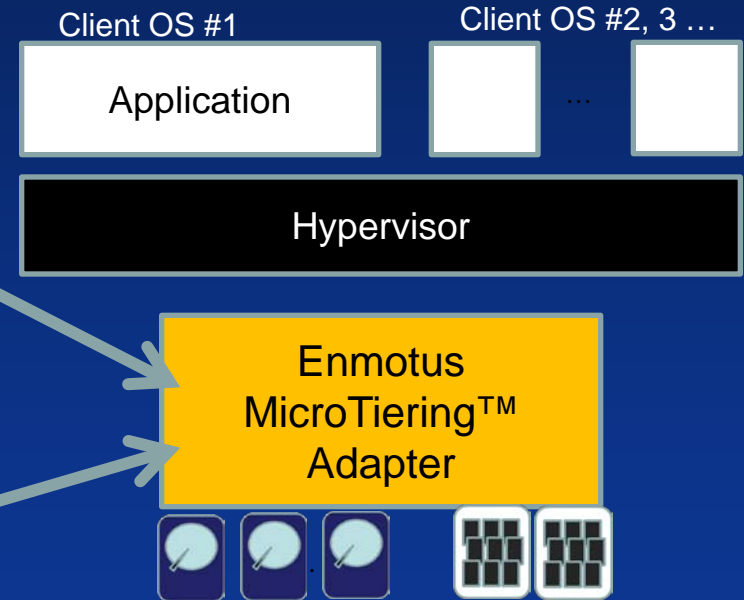 Client OS #1
Client OS #2, 3 …
Application
…
Hypervisor
Enmotus
MicroTiering™
Adapter
.